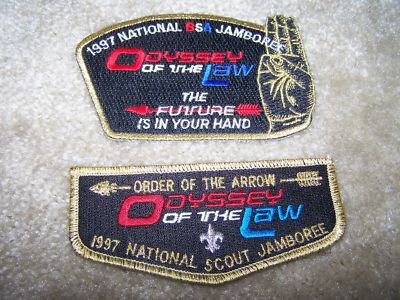 1997 NATIONAL BSA JAMBOREE
ODYSSEY
OF THE LAW
THE
FUTURE
IS IN YOUR HAND
ORDER OF THE ARROW
ODYSSEY
OF THE LAW
1997 NATIONAL SCOUT JAMBOREE